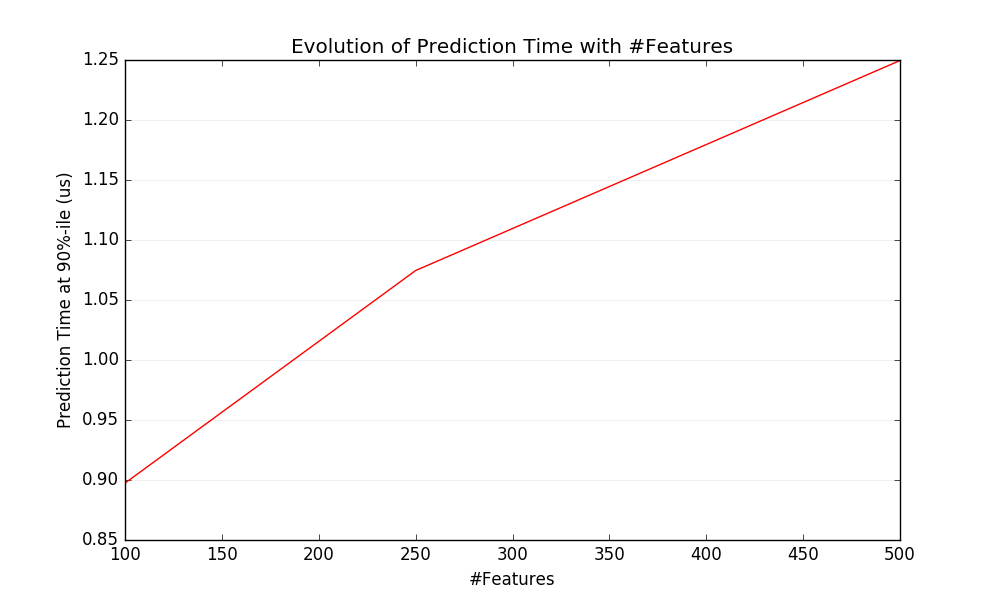 Evolution of Prediction Time with #Features
Prediction Time at 90%-ile (us)
1.25
1.20
1.15
1.10
1.05
1.00
0.95
0.90
0.85
100 150 200 250 300 350 400 450 500
#Features